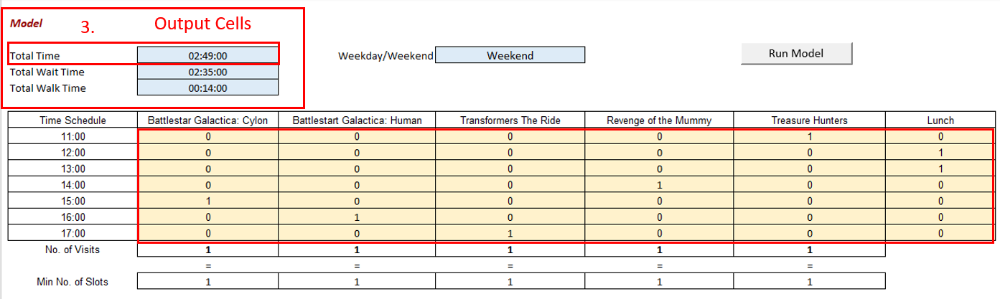 Model 3. Output Cells
Total Time 02:49:00 Weekday/Weekend Weekend Run Model
Total Wait Time 02:35:00
Total Walk Time 00:14:00
Time Schedule Battlestar Galactica: Cylon Battlestart Galactica: Human Transformers The Ride Revenge of the Mummy Treasure Hunters Lunch
11:00 0 0 0 0 1 0
12:00 0 0 0 0 0 1
13:00 0 0 0 0 0 1
14:00 0 0 0 1 0 0
15:00 1 0 0 0 0 0
16:00 0 1 0 0 0 0
17:00 0 0 1 0 0 0
No. of Visits 1 1 1 1 1
= = = = =
Min No. of Slots 1 1 1 1 1